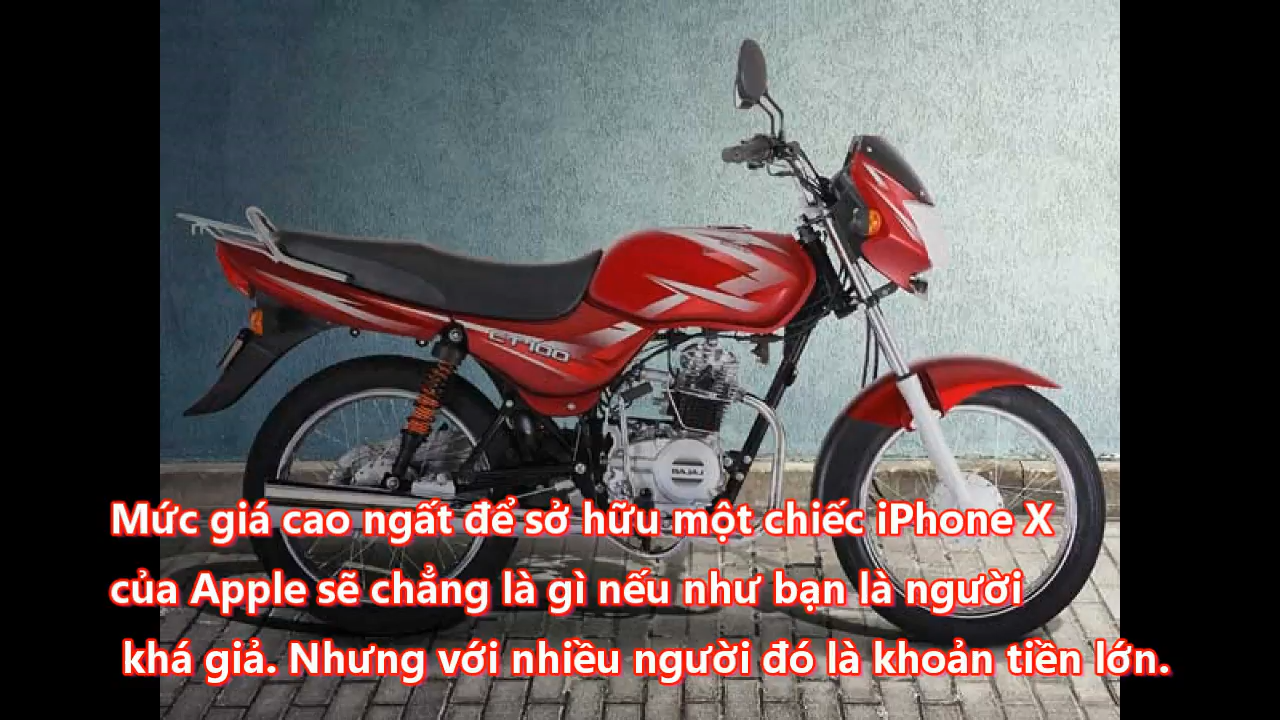 CT100
BAJAJ
Mức giá cao ngất để sở hữu một chiếc iPhone X
của Apple sẽ chẳng là gì nếu như bạn là người
khá giả. Nhưng với nhiều người đó là khoản tiền lớn.